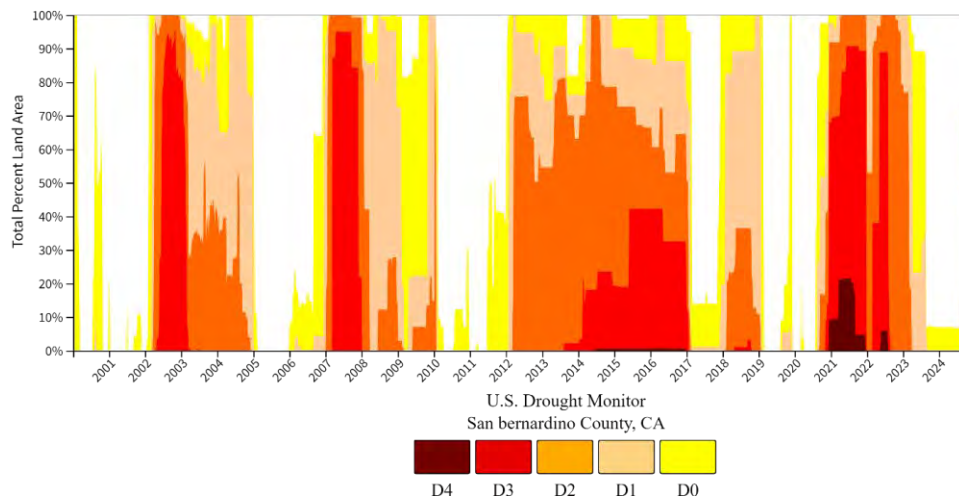 100%
90%
80%
70%
60%
50%
40%
30%
20%
10%
0%
Total Percent Land Area
2001 2002 2003 2004 2005 2006 2007 2008 2009 2010 2011 2012 2013 2014 2015 2016 2017 2018 2019 2020 2021 2022 2023 2024
U.S. Drought Monitor
San bernardino County, CA
D4 D3 D2 D1 D0